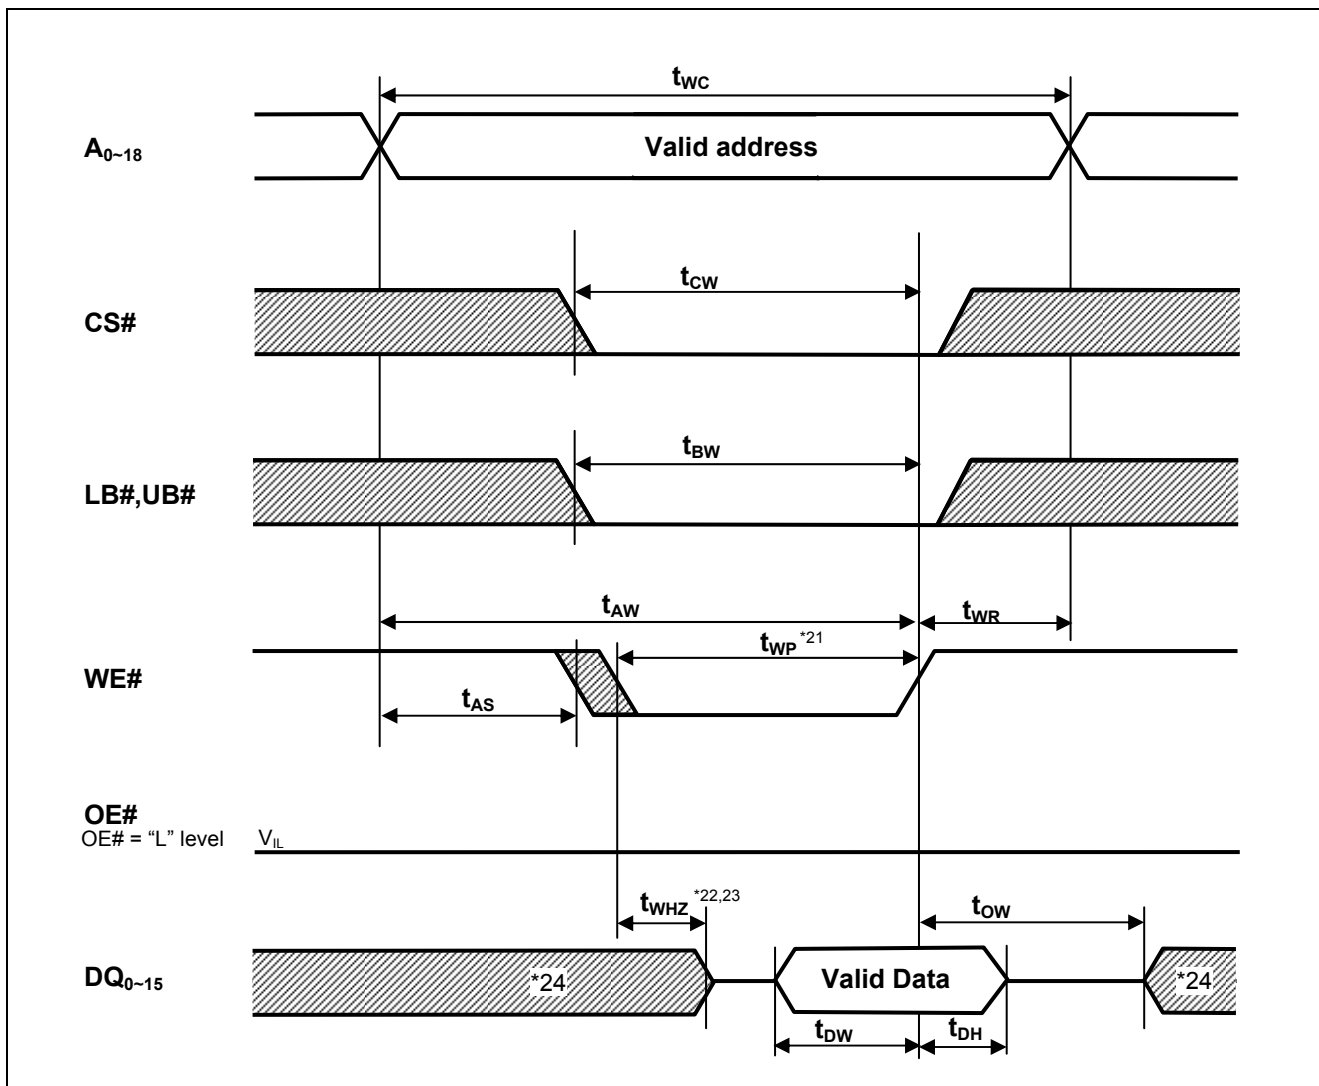 tWC
A0~18
Valid address
tCW
CS#
tBW
LB#,UB#
tAW
tWR
tWP *21
WE#
tAS
OE#
OE# = “L” level VIL
tWHZ *22,23
tOW
DQ0~15
*24
Valid Data
*24
tDW
tDH